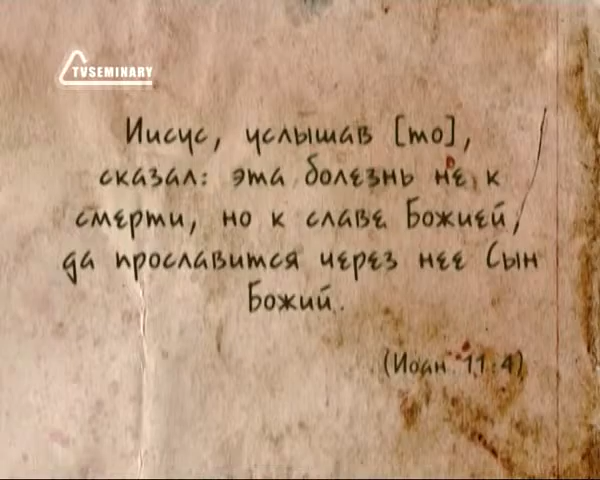 TVSEMINARY
Иисус, услышав [то],
сказал: эта болезнь не к
смерти, но к славе Божией,
да прославится через нее Сын
Божий.
(Иоан. 11:4)